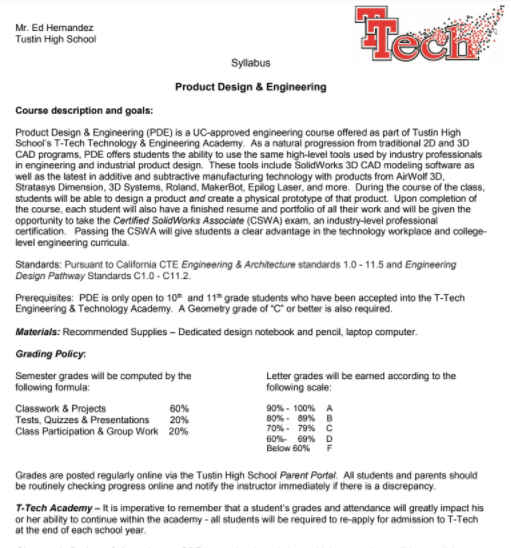 Mr. Ed Hernandez
Tustin High School
T-Tech
Syllabus
Product Design & Engineering
Course description and goals:
Product Design & Engineering (PDE) is a UC-approved engineering course offered as part of Tustin High
School's T-Tech Technology & Engineering Academy. As a natural progression from traditional 2D and 3D
CAD programs, PDE offers students the ability to use the same high-level tools used by industry professionals
in engineering and industrial product design. These tools include SolidWorks 3D CAD modeling software as
well as the latest in additive and subtractive manufacturing technology with products from AirWolf 3D,
Stratasys Dimension, 3D Systems, Roland, MakerBot, Epilog Laser, and more. During the course of the class,
students will be able to design a product and create a physical prototype of that product. Upon completion of
the course, each student will also have a finished resume and portfolio of all their work and will be given the
opportunity to take the Certified SolidWorks Associate (CSWA) exam, an industry-level professional
certification. Passing the CSWA will give students a clear advantage in the technology workplace and college-
level engineering curricula.
Standards: Pursuant to California CTE Engineering & Architecture standards 1.0 - 11.5 and Engineering
Design Pathway Standards C1.0 - C11.2.
Prerequisites: PDE is only open to 10th and 11th grade students who have been accepted into the T-Tech
Engineering & Technology Academy. A Geometry grade of "C" or better is also required.
Materials: Recommended Supplies – Dedicated design notebook and pencil, laptop computer.
Grading Policy:
Semester grades will be computed by the
following formula:
Classwork & Projects 60%
Tests, Quizzes & Presentations 20%
Class Participation & Group Work 20%
Letter grades will be earned according to the
following scale:
90% - 100% A
80% - 89% B
70% - 79% C
60%- 69% D
Below 60% F
Grades are posted regularly online via the Tustin High School Parent Portal. All students and parents should
be routinely checking progress online and notify the instructor immediately if there is a discrepancy.
T-Tech Academy – It is imperative to remember that a student's grades and attendance will greatly impact his
or her ability to continue within the academy - all students will be required to re-apply for admission to T-Tech
at the end of each school year.